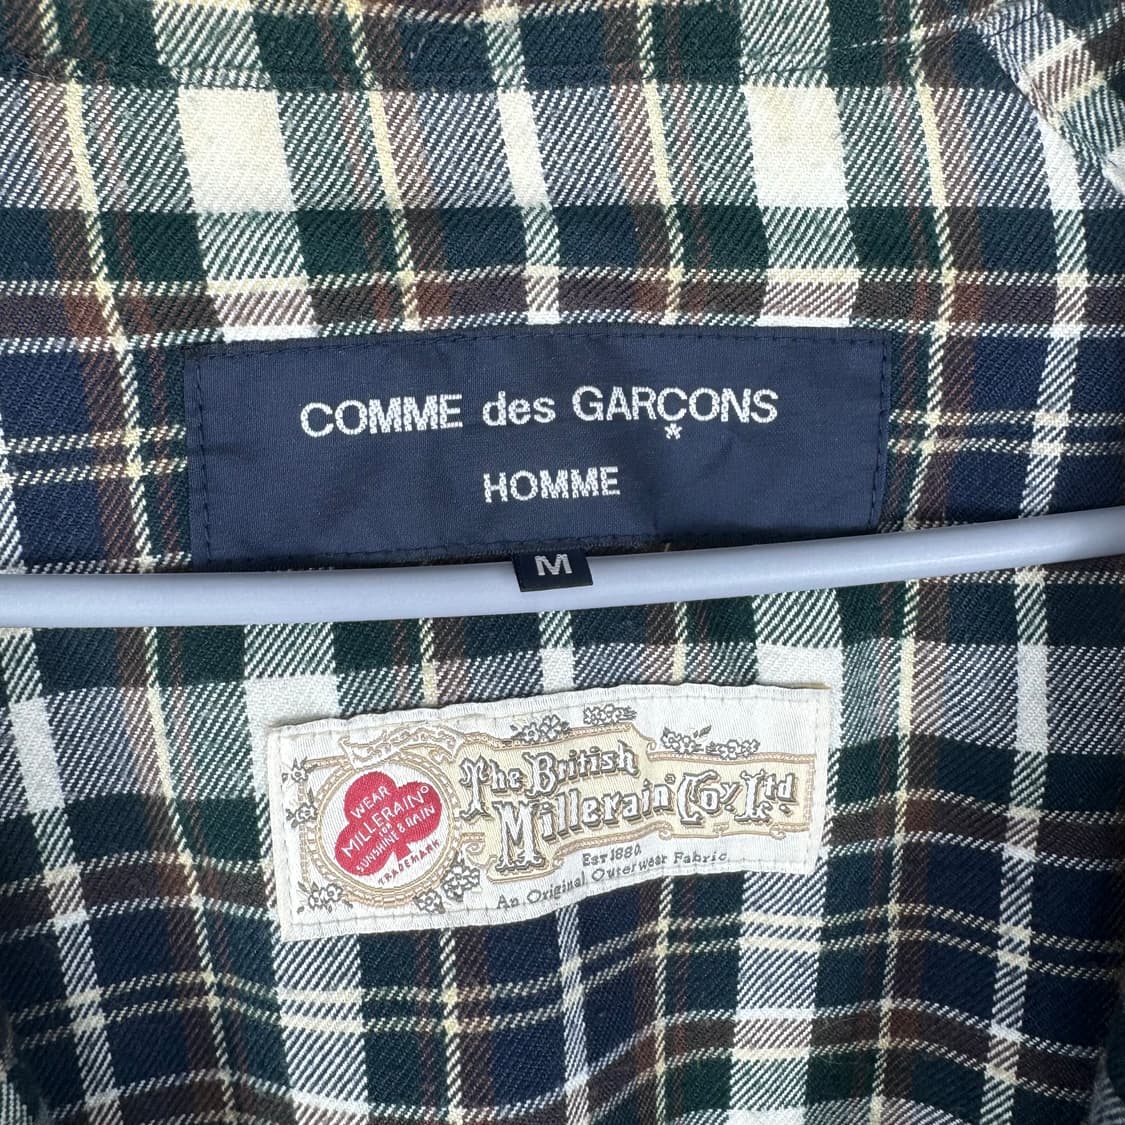 COMME des GARÇONS
*
HOMME
M
WEAR
MILLERAIN
FOR
SUNSHINE & RAIN
TRADEMARK
The British
Millerain Coy Ltd
EST 1880
An Original Outerwear Fabric